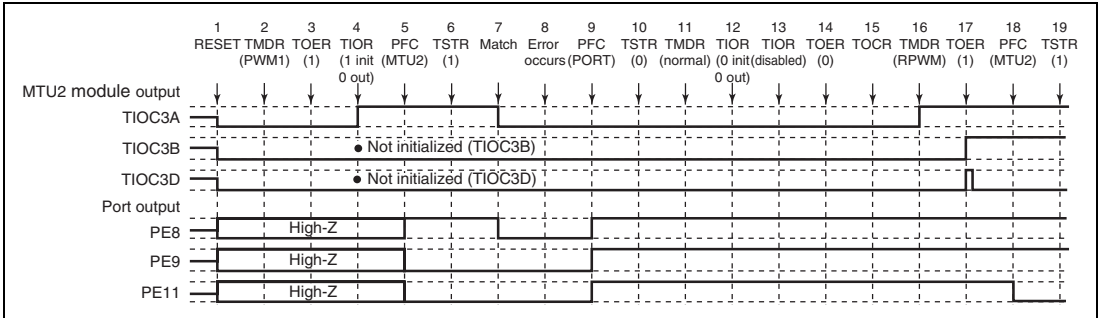 1 2 3 4 5 6 7 8 9 10 11 12 13 14 15 16 17 18 19
RESET TMDR TOER TIOR PFC TSTR Match Error PFC TSTR TMDR TIOR TIOR TOER TOCR TMDR TOER PFC TSTR
(PWM1) (1) (1 init (MTU2) (1) occurs (PORT) (0) (normal) (0 init (disabled) (0) (RPWM) (1) (MTU2) (1)
0 out) 0 out)
MTU2 module output
TIOC3A
TIOC3B • Not initialized (TIOC3B)
TIOC3D • Not initialized (TIOC3D)
Port output
PE8 High-Z
PE9 High-Z
PE11 High-Z